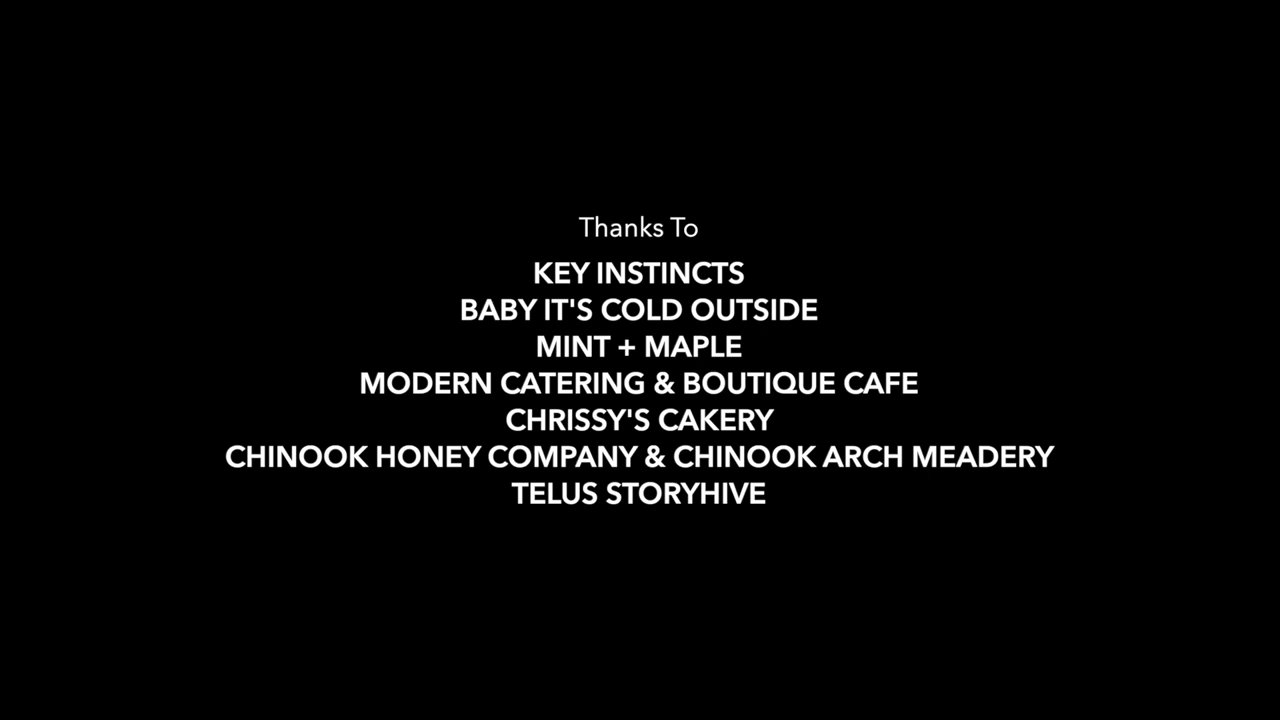 Thanks To
KEY INSTINCTS
BABY IT'S COLD OUTSIDE
MINT + MAPLE
MODERN CATERING & BOUTIQUE CAFE
CHRISSY'S CAKERY
CHINOOK HONEY COMPANY & CHINOOK ARCH MEADERY
TELUS STORYHIVE